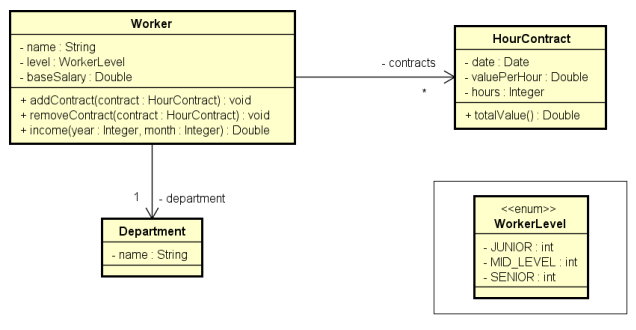 Worker
- name : String
- level : WorkerLevel
- baseSalary : Double
+ addContract(contract : HourContract) : void
+ removeContract(contract : HourContract) : void
+ income(year : Integer, month : Integer) : Double
- contracts
*
HourContract
- date : Date
- valuePerHour : Double
- hours : Integer
+ totalValue() : Double
1
- department
Department
- name : String
<<enum>>
WorkerLevel
- JUNIOR : int
- MID_LEVEL : int
- SENIOR : int